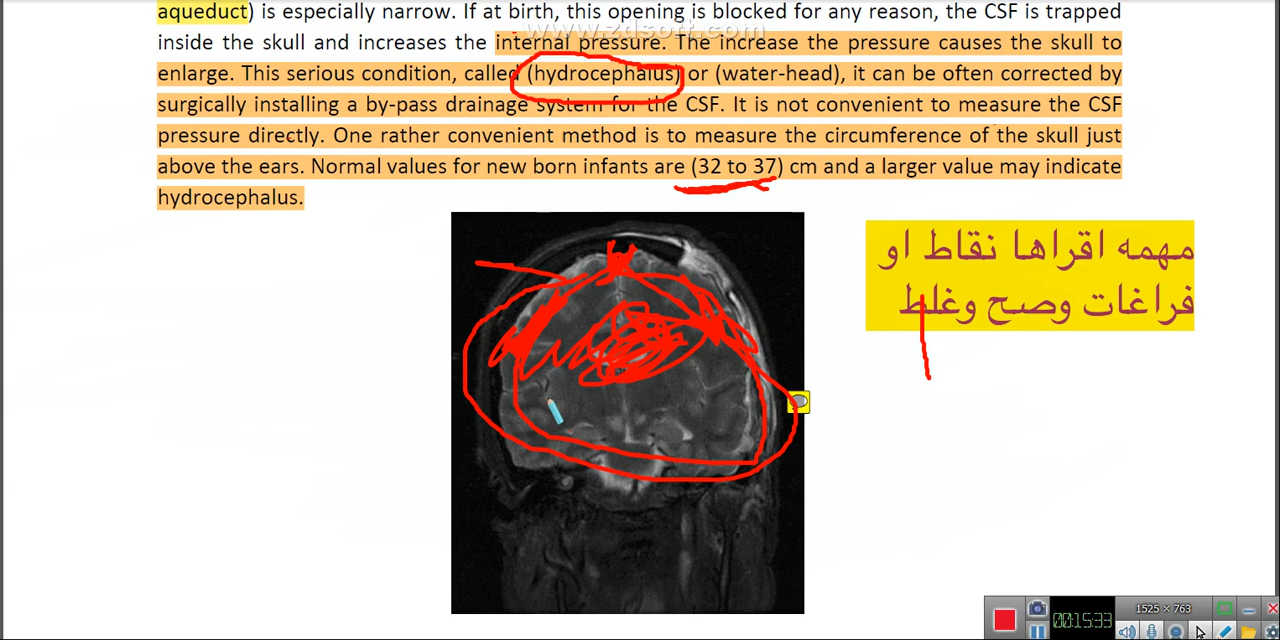 aqueduct) is especially narrow. If at birth, this opening is blocked for any reason, the CSF is trapped
www.zdsoft.com
inside the skull and increases the internal pressure. The increase the pressure causes the skull to
enlarge. This serious condition, called (hydrocephalus) or (water-head), it can be often corrected by
surgically installing a by-pass drainage system for the CSF. It is not convenient to measure the CSF
pressure directly. One rather convenient method is to measure the circumference of the skull just
above the ears. Normal values for new born infants are (32 to 37) cm and a larger value may indicate
hydrocephalus.
مهمه اقراها نقاط او
فراغات وصح وغلط
1525 x 763
00:15:33